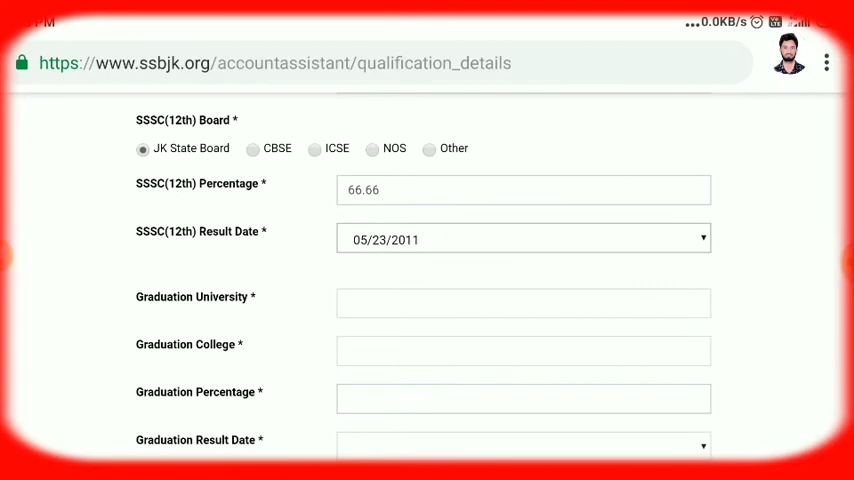 PM
...0.0KB/s
https://www.ssbjk.org/accountassistant/qualification_details
SSSC(12th) Board *
JK State Board CBSE ICSE NOS Other
SSSC(12th) Percentage * 66.66
SSSC(12th) Result Date * 05/23/2011
Graduation University *
Graduation College *
Graduation Percentage *
Graduation Result Date *